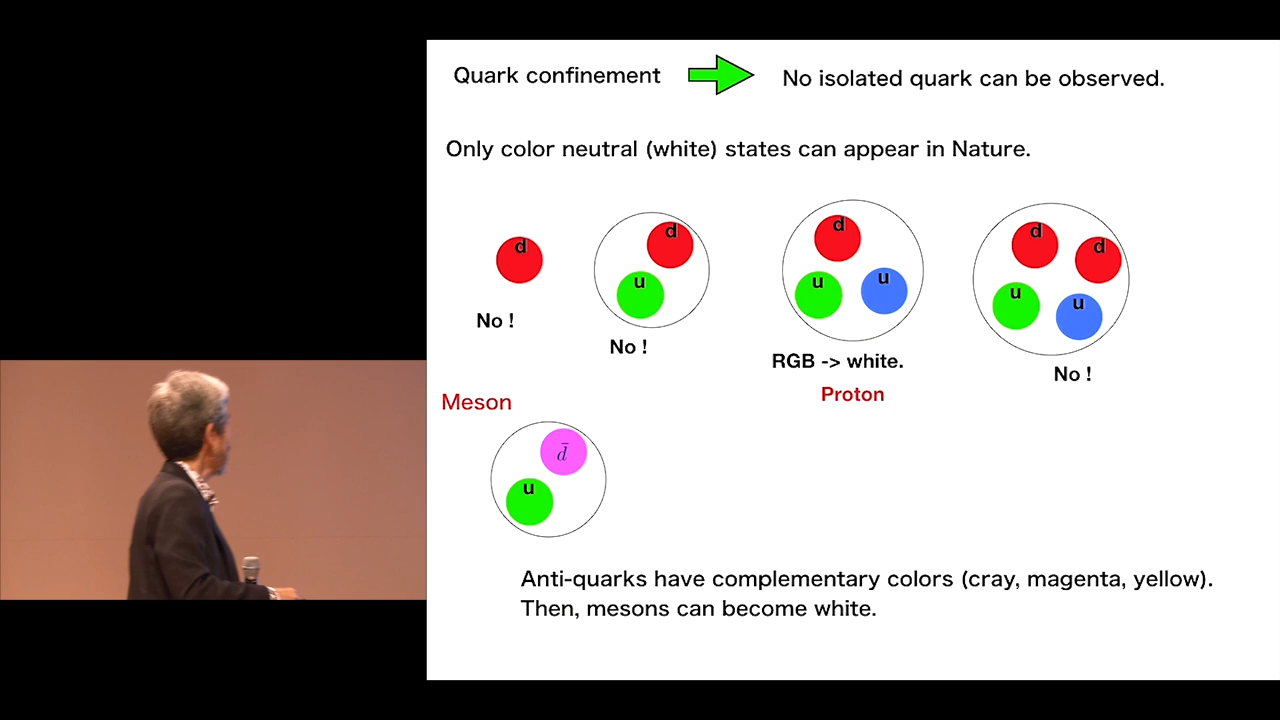 Quark confinement
No isolated quark can be observed.
Only color neutral (white) states can appear in Nature.
d
No !
d
u
No !
d
u
u
RGB -> white.
Proton
d
d
u
u
No !
Meson
d̄
u
Anti-quarks have complementary colors (cray, magenta, yellow).
Then, mesons can become white.